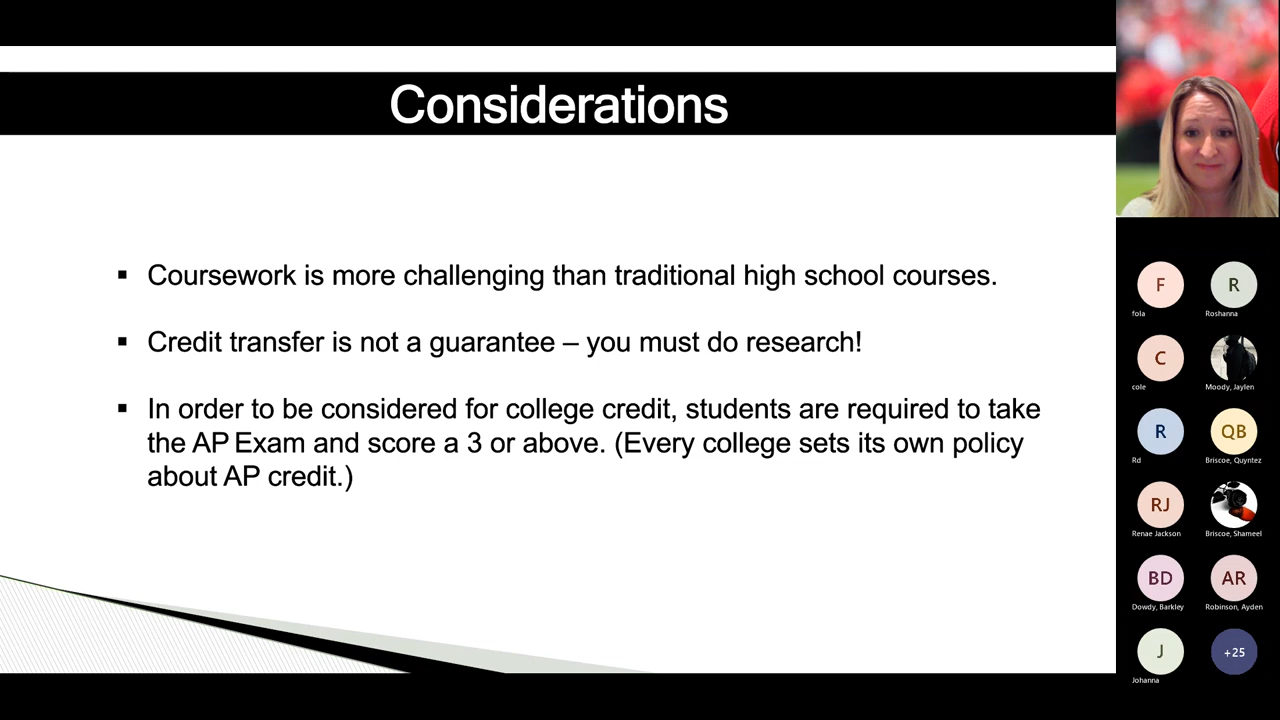 Considerations
▪ Coursework is more challenging than traditional high school courses.
▪ Credit transfer is not a guarantee – you must do research!
▪ In order to be considered for college credit, students are required to take
the AP Exam and score a 3 or above. (Every college sets its own policy
about AP credit.)
F
R
fola
Roshanna
C
cole
Moody, Jaylen
R
QB
Rd
Briscoe, Quyntez
RJ
Renae Jackson
Briscoe, Shameel
BD
AR
Dowdy, Barkley
Robinson, Ayden
J
+25
Johanna